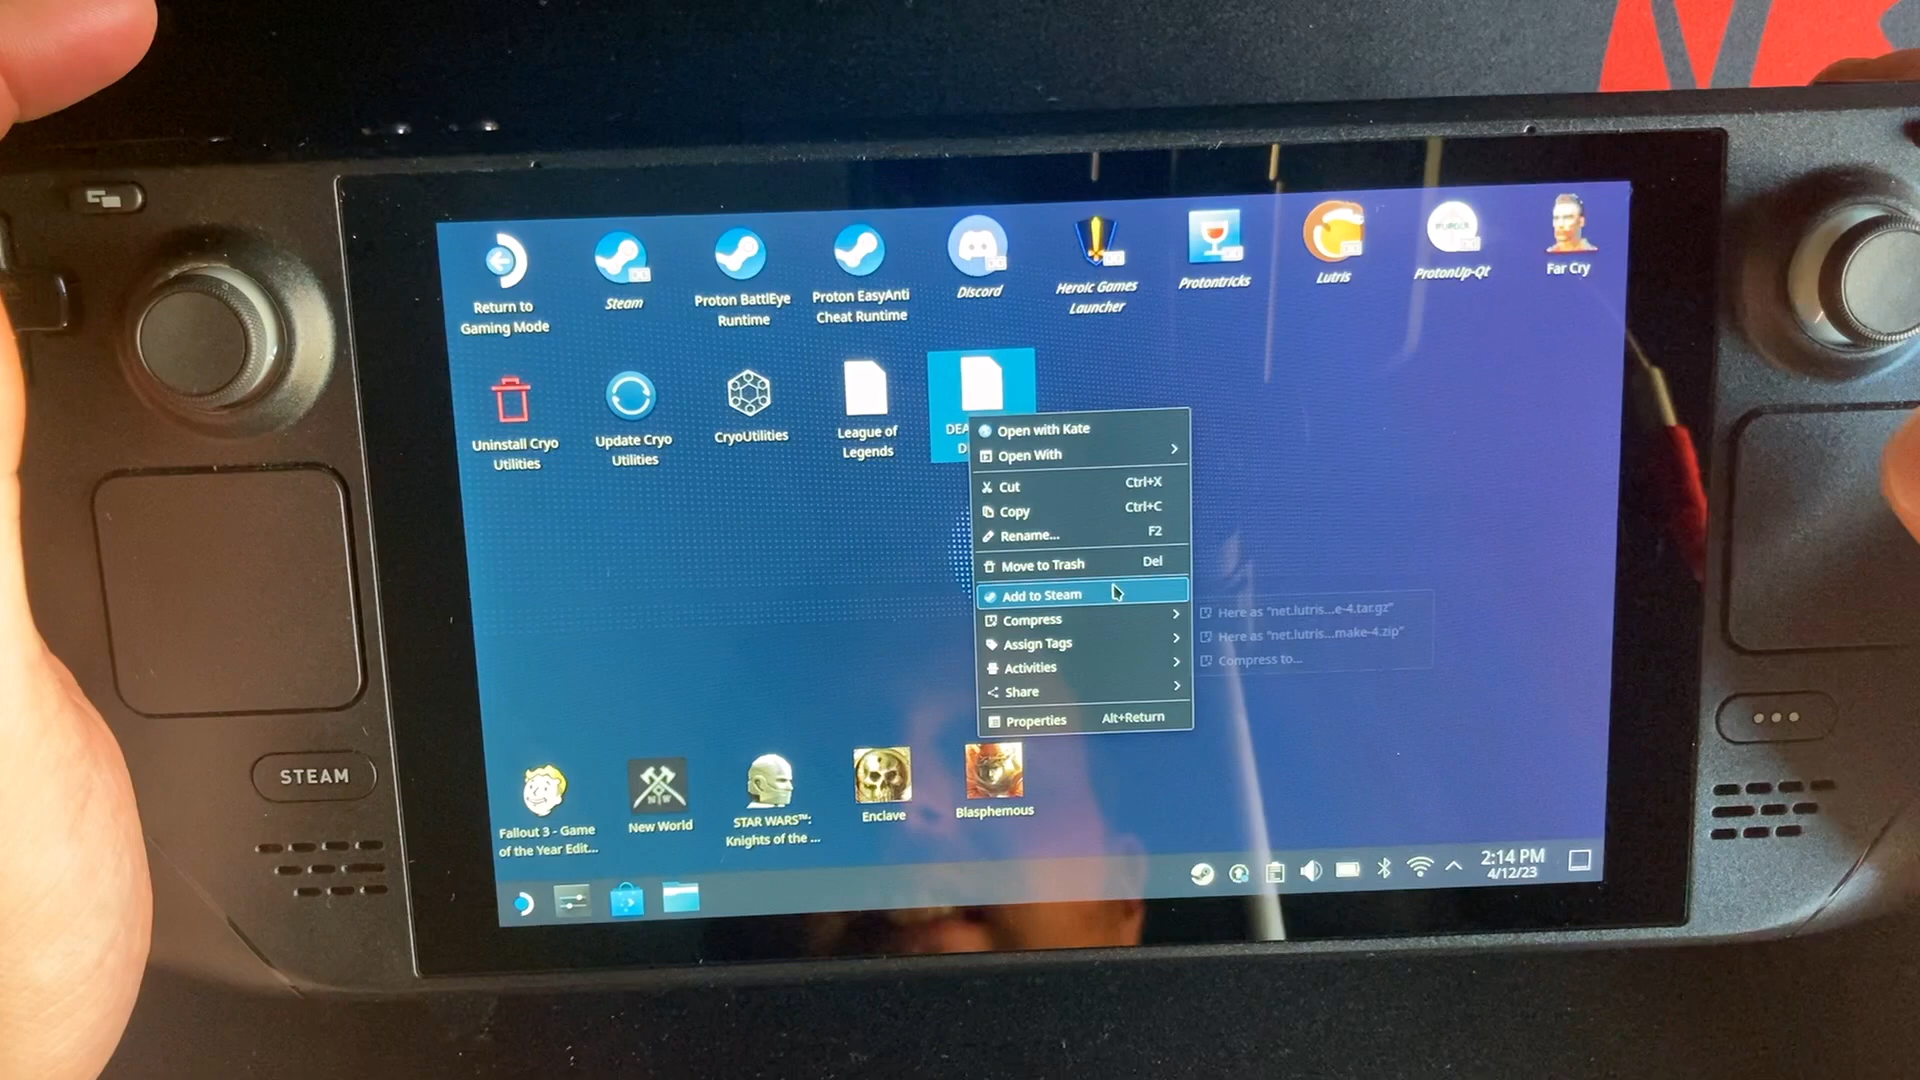 Return to
Gaming Mode
Steam
Proton BattlEye
Runtime
Proton EasyAnti
Cheat Runtime
Discord
Heroic Games
Launcher
Protontricks
Lutris
ProtonUp-Qt
Far Cry
Uninstall Cryo
Utilities
Update Cryo
Utilities
CryoUtilities
League of
Legends
DEA
D
Open with Kate
Open With
Cut Ctrl+X
Copy Ctrl+C
Rename... F2
Move to Trash Del
Add to Steam
Compress
Assign Tags
Activities
Share
Properties Alt+Return
Here as "net.lutris...e-4.tar.gz"
Here as "net.lutris...make-4.zip"
Compress to...
STEAM
Fallout 3 - Game
of the Year Edit...
New World
NW
STAR WARS™:
Knights of the ...
Enclave
Blasphemous
2:14 PM
4/12/23